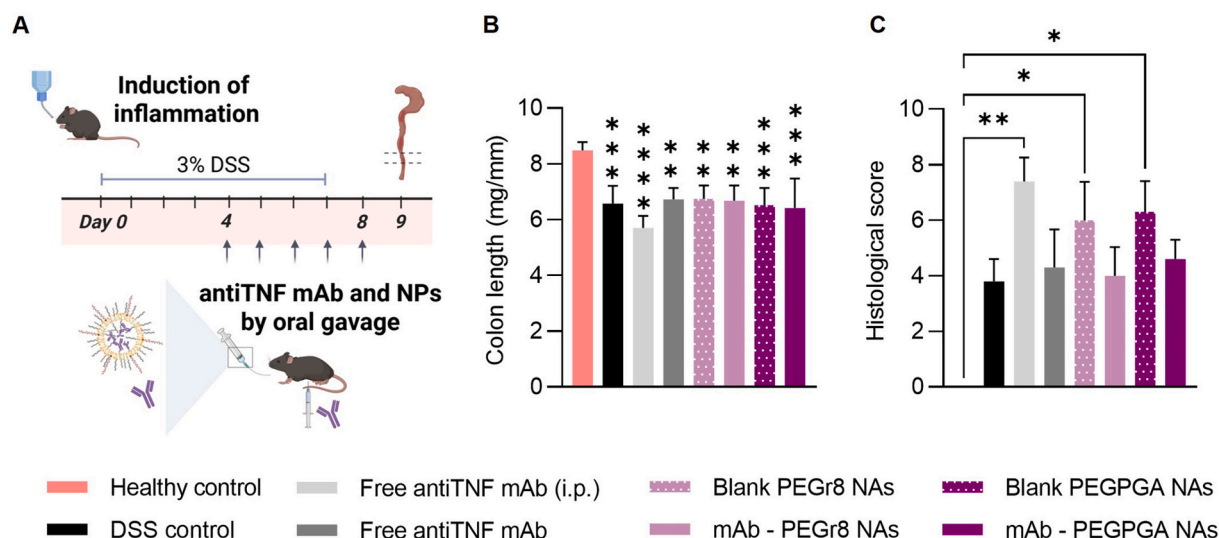 A
Induction of
inflammation
3% DSS
Day 0 4 8 9
antiTNF mAb and NPs
by oral gavage
B
Colon length (mg/mm)
10
8
6
4
2
0
***
****
**
**
**
***
***
C
Histological score
10
8
6
4
2
0
*
*
**
Healthy control
DSS control
Free antiTNF mAb (i.p.)
Free antiTNF mAb
Blank PEGr8 NAs
mAb - PEGr8 NAs
Blank PEGPGA NAs
mAb - PEGPGA NAs